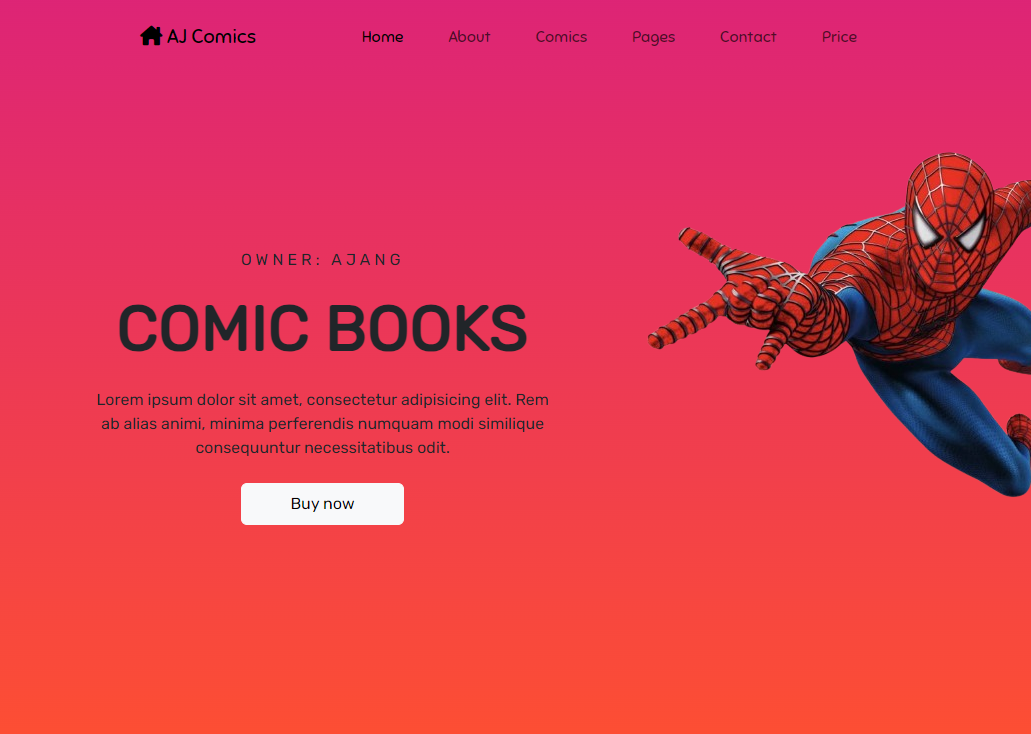 AJ Comics Home About Comics Pages Contact Price
OWNER: AJANG
COMIC BOOKS
Lorem ipsum dolor sit amet, consectetur adipisicing elit. Rem
ab alias animi, minima perferendis numquam modi similique
consequuntur necessitatibus odit.
Buy now